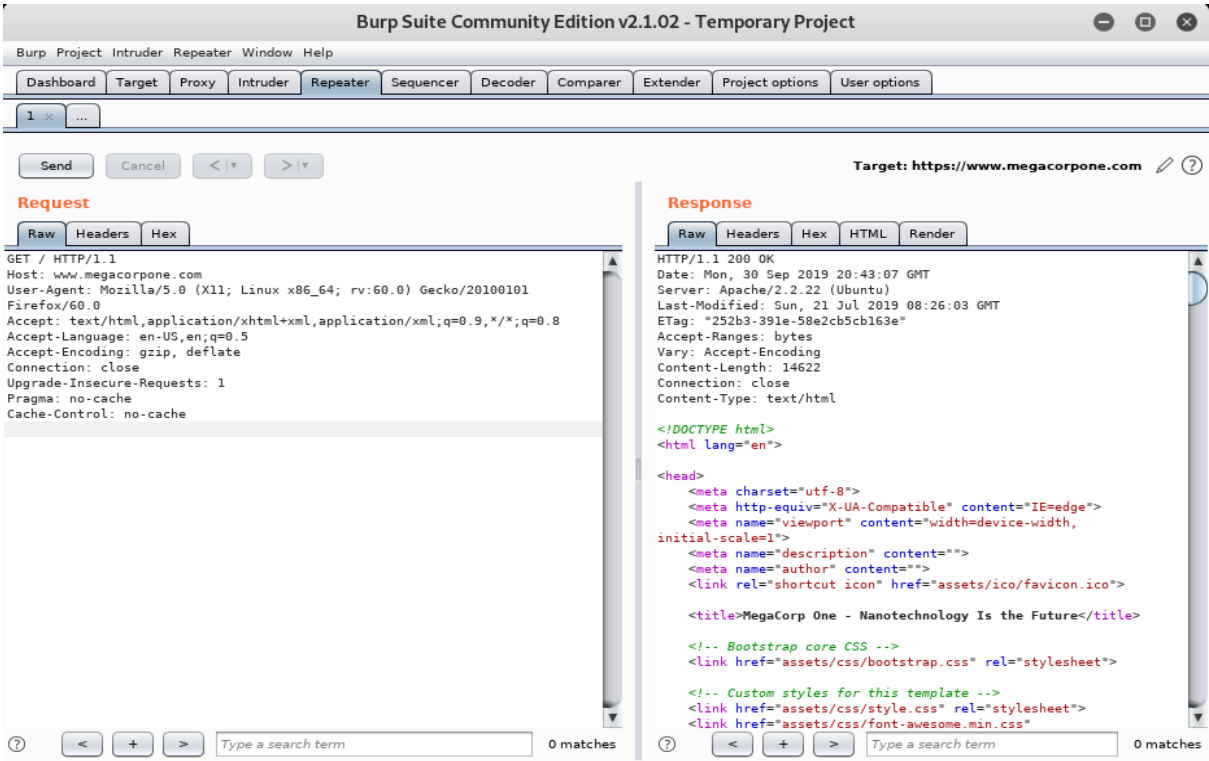 Burp Suite Community Edition v2.1.02 - Temporary Project
Burp Project Intruder Repeater Window Help
Dashboard Target Proxy Intruder Repeater Sequencer Decoder Comparer Extender Project options User options
1 × ...
Send Cancel < > Target: https://www.megacorpone.com ?
Request
Raw Headers Hex
GET / HTTP/1.1
Host: www.megacorpone.com
User-Agent: Mozilla/5.0 (X11; Linux x86_64; rv:60.0) Gecko/20100101
Firefox/60.0
Accept: text/html,application/xhtml+xml,application/xml;q=0.9,*/*;q=0.8
Accept-Language: en-US,en;q=0.5
Accept-Encoding: gzip, deflate
Connection: close
Upgrade-Insecure-Requests: 1
Pragma: no-cache
Cache-Control: no-cache
? < + > Type a search term 0 matches
Response
Raw Headers Hex HTML Render
HTTP/1.1 200 OK
Date: Mon, 30 Sep 2019 20:43:07 GMT
Server: Apache/2.2.22 (Ubuntu)
Last-Modified: Sun, 21 Jul 2019 08:26:03 GMT
ETag: "252b3-391e-58e2cb5cb163e"
Accept-Ranges: bytes
Vary: Accept-Encoding
Content-Length: 14622
Connection: close
Content-Type: text/html
<!DOCTYPE html>
<html lang="en">
<head>
<meta charset="utf-8">
<meta http-equiv="X-UA-Compatible" content="IE=edge">
<meta name="viewport" content="width=device-width,
initial-scale=1">
<meta name="description" content="">
<meta name="author" content="">
<link rel="shortcut icon" href="assets/ico/favicon.ico">
<title>MegaCorp One - Nanotechnology Is the Future</title>
<!-- Bootstrap core CSS -->
<link href="assets/css/bootstrap.css" rel="stylesheet">
<!-- Custom styles for this template -->
<link href="assets/css/style.css" rel="stylesheet">
<link href="assets/css/font-awesome.min.css"
? < + > Type a search term 0 matches